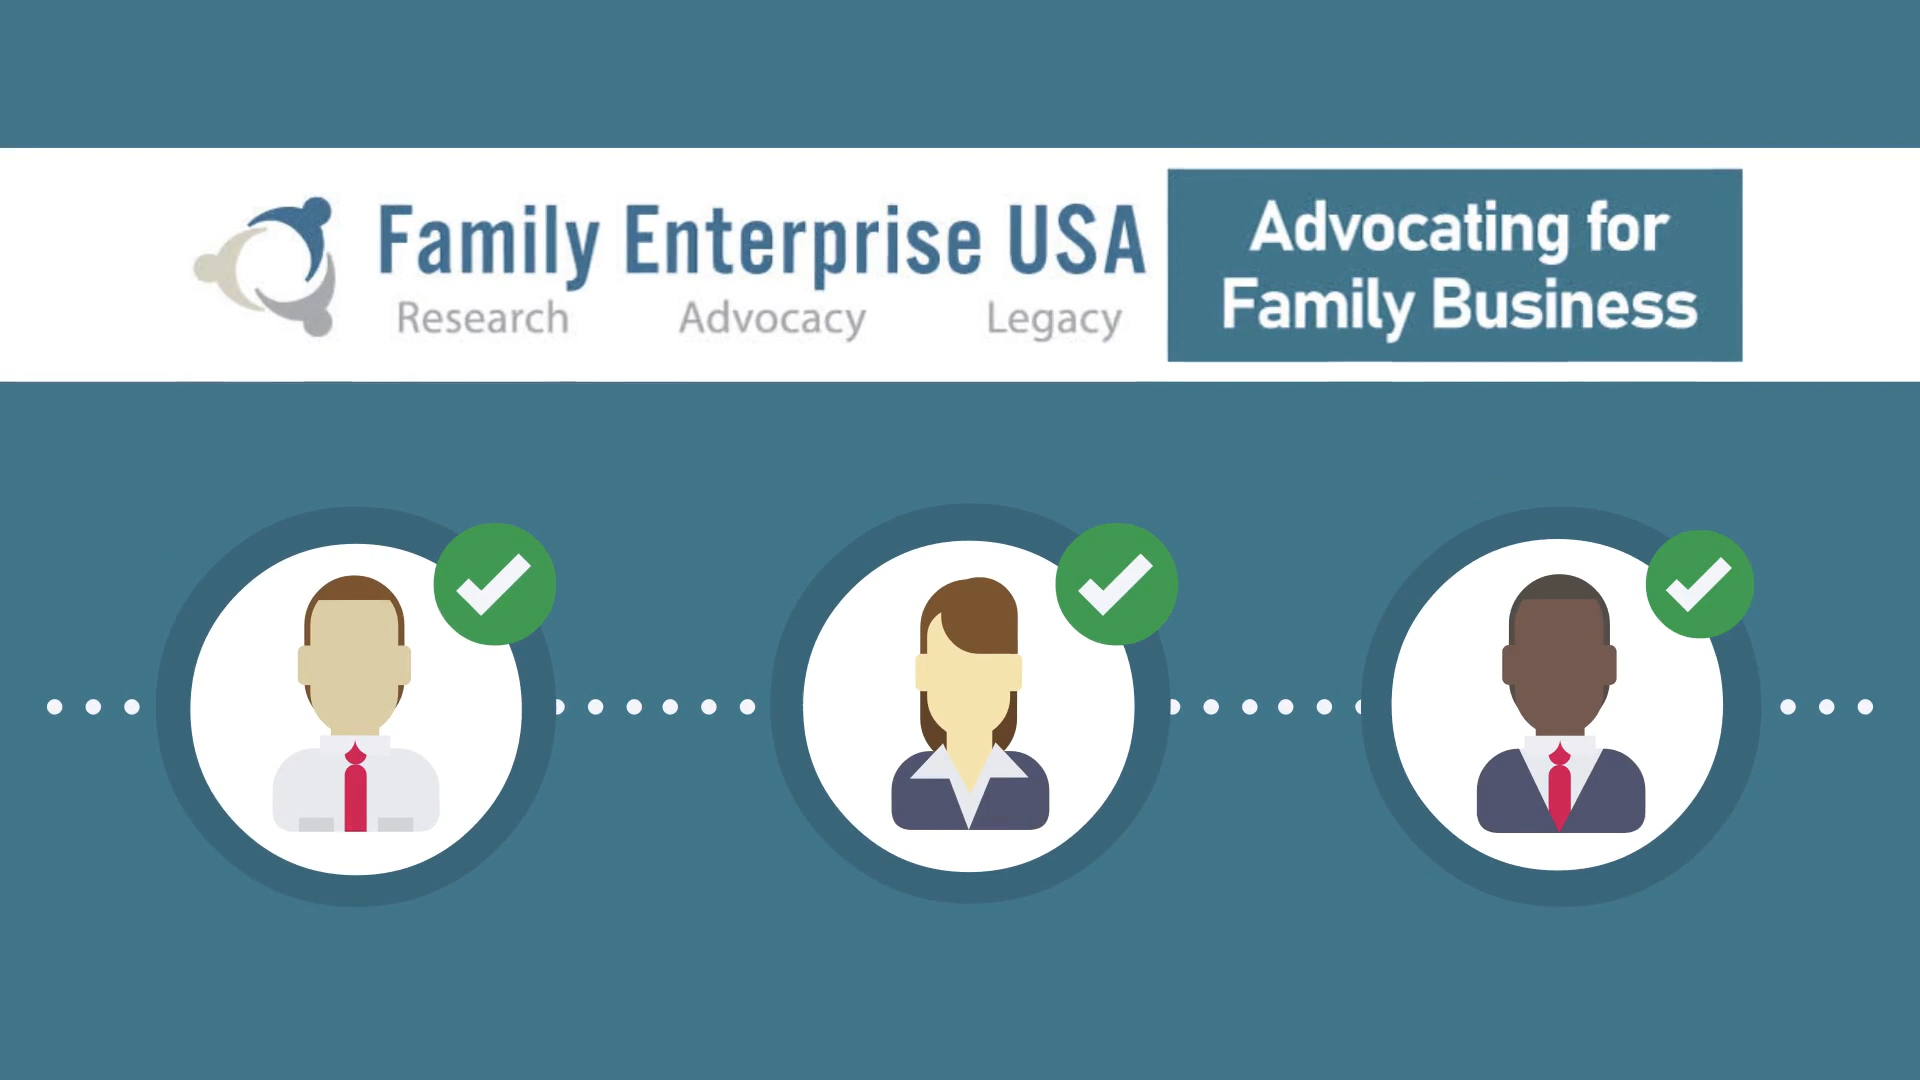 Family Enterprise USA
Research Advocacy Legacy
Advocating for
Family Business